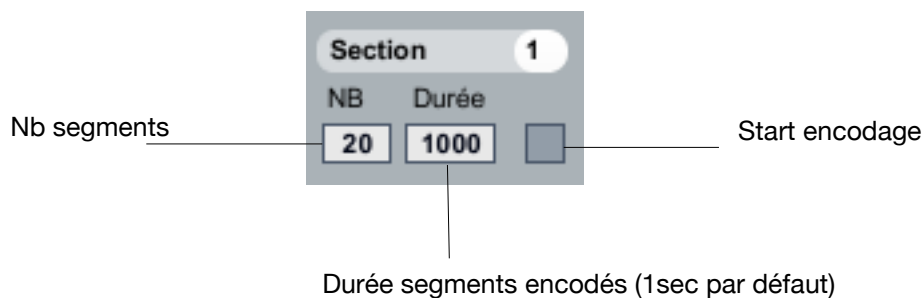 Section 1
NB Durée
Nb segments
20 1000
Start encodage
Durée segments encodés (1sec par défaut)